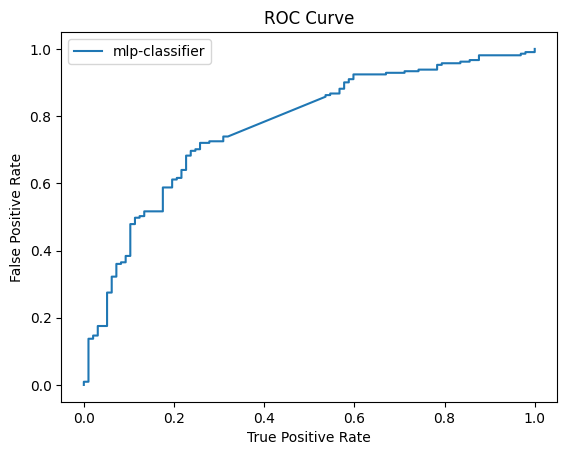 ROC Curve
mlp-classifier
1.0
0.8
0.6
0.4
0.2
0.0
False Positive Rate
0.0 0.2 0.4 0.6 0.8 1.0
True Positive Rate